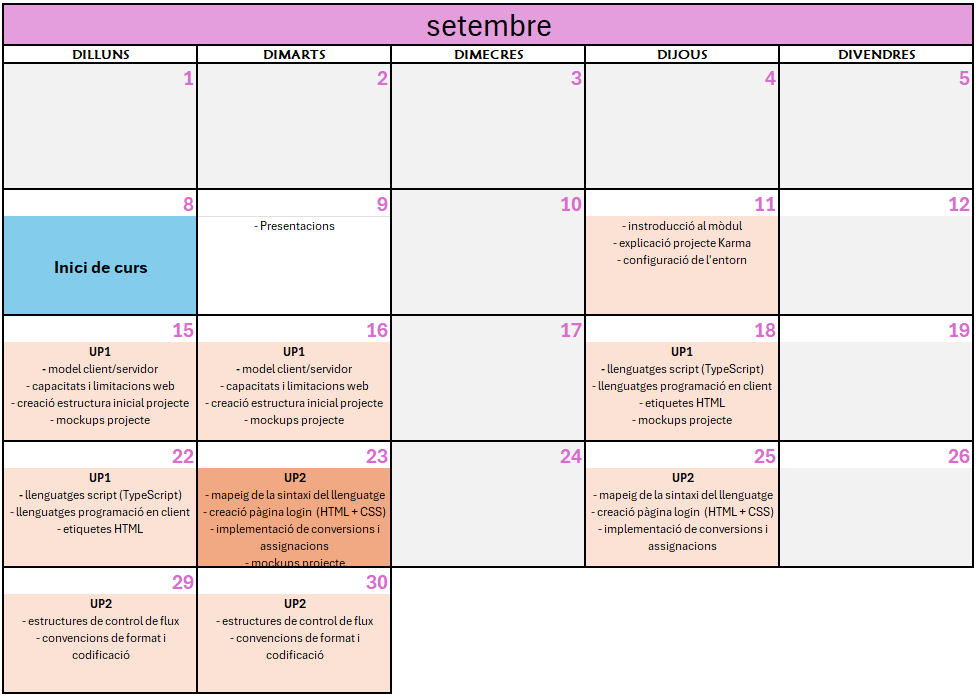 setembre
DILLUNS DIMARTS DIMECRES DIJOUS DIVENDRES
1 2 3 4 5
8 9 10 11 12
Inici de curs
- Presentacions
- instroducció al mòdul
- explicació projecte Karma
- configuració de l'entorn
15 16 17 18 19
UP1
- model client/servidor
- capacitats i limitacions web
- creació estructura inicial projecte
- mockups projecte
UP1
- model client/servidor
- capacitats i limitacions web
- creació estructura inicial projecte
- mockups projecte
UP1
- llenguatges script (TypeScript)
- llenguatges programació en client
- etiquetes HTML
- mockups projecte
22 23 24 25 26
UP1
- llenguatges script (TypeScript)
- llenguatges programació en client
- etiquetes HTML
UP2
- mapeig de la sintaxi del llenguatge
- creació pàgina login (HTML + CSS)
- implementació de conversions i
assignacions
- mockups projecte
UP2
- mapeig de la sintaxi del llenguatge
- creació pàgina login (HTML + CSS)
- implementació de conversions i
assignacions
29 30
UP2
- estructures de control de flux
- convencions de format i
codificació
UP2
- estructures de control de flux
- convencions de format i
codificació